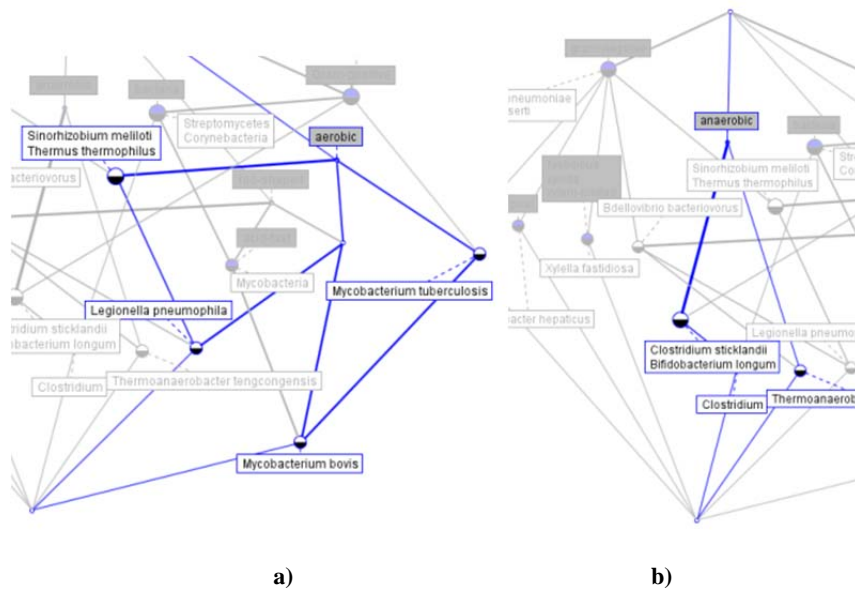 Sinorhizobium meliloti
Thermus thermophilus
Streptomycetes
Corynebacteria
aerobic
acteriovorus
Mycobacteria
Mycobacterium tuberculosis
Legionella pneumophila
tridium sticklandii
obacterium longum
Clostridium
Thermoanaerobacter tengcongensis
Mycobacterium bovis
a)
pneumoniae
serti
anaerobic
Sinorhizobium meliloti
Thermus thermophilus
Bdellovibrio bacteriovorus
Xylella fastidiosa
bacter hepaticus
Legionella pneumo
Clostridium sticklandii
Bifidobacterium longum
Clostridium
Thermoanaerob
b)